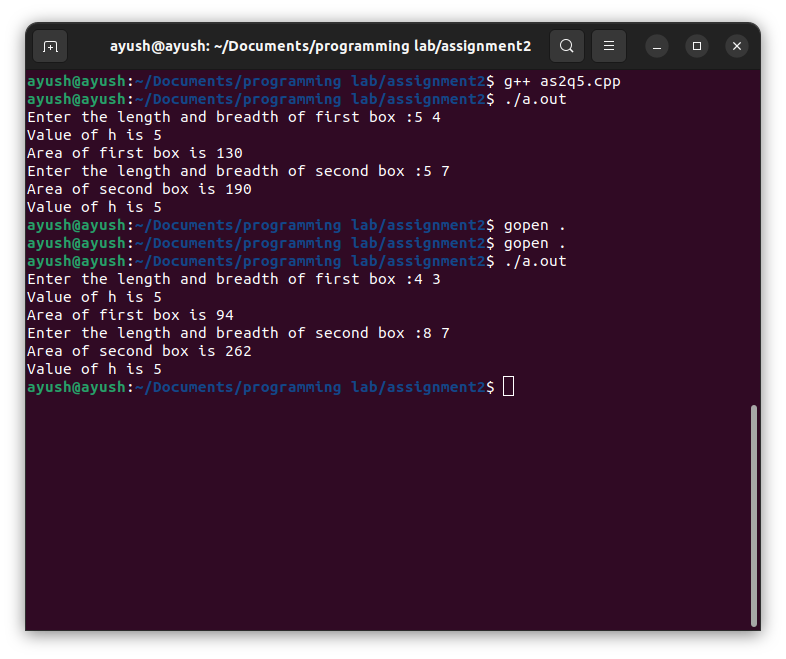 ayush@ayush: ~/Documents/programming lab/assignment2
ayush@ayush:~/Documents/programming lab/assignment2$ g++ as2q5.cpp
ayush@ayush:~/Documents/programming lab/assignment2$ ./a.out
Enter the length and breadth of first box :5 4
Value of h is 5
Area of first box is 130
Enter the length and breadth of second box :5 7
Area of second box is 190
Value of h is 5
ayush@ayush:~/Documents/programming lab/assignment2$ gopen .
ayush@ayush:~/Documents/programming lab/assignment2$ gopen .
ayush@ayush:~/Documents/programming lab/assignment2$ ./a.out
Enter the length and breadth of first box :4 3
Value of h is 5
Area of first box is 94
Enter the length and breadth of second box :8 7
Area of second box is 262
Value of h is 5
ayush@ayush:~/Documents/programming lab/assignment2$